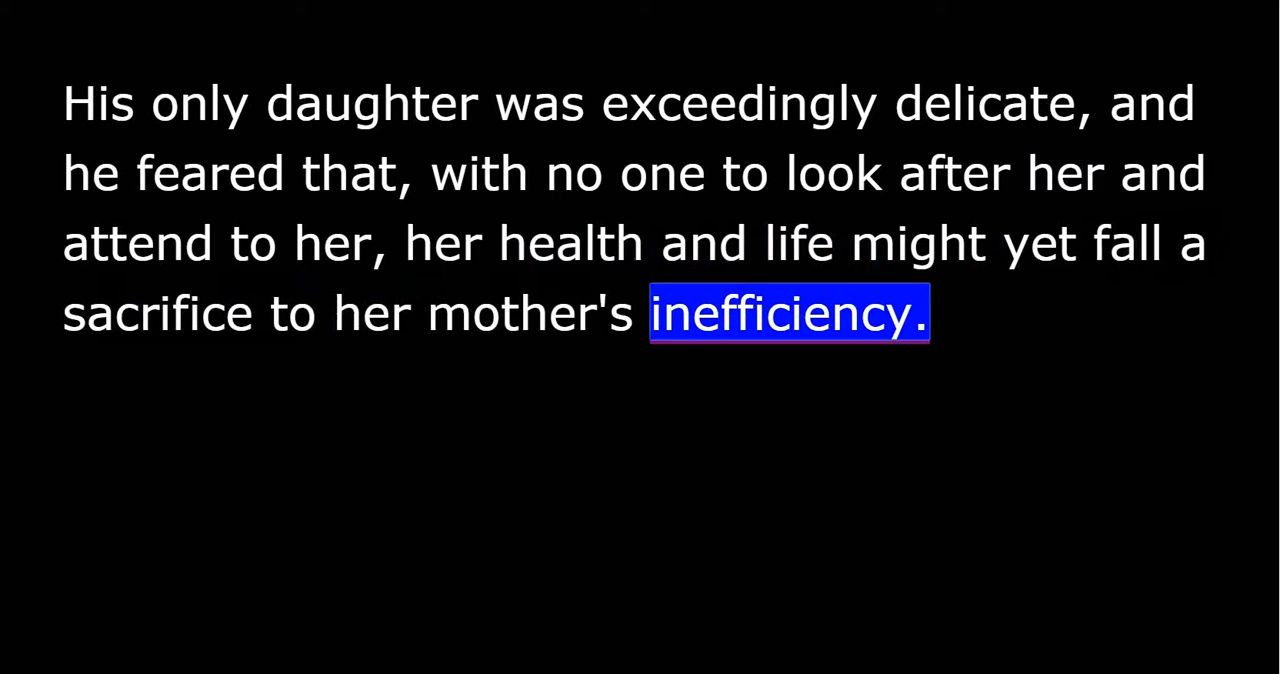 His only daughter was exceedingly delicate, and
he feared that, with no one to look after her and
attend to her, her health and life might yet fall a
sacrifice to her mother's inefficiency.